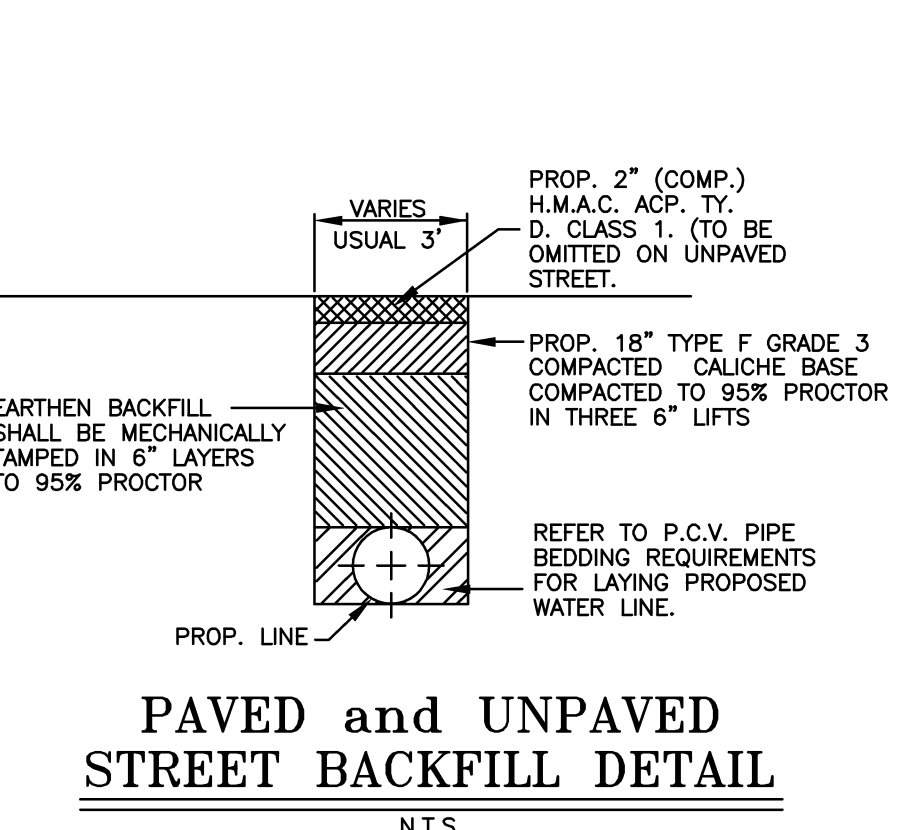 PROP. 2" (COMP.)
H.M.A.C. ACP. TY.
D. CLASS 1. (TO BE
OMITTED ON UNPAVED
STREET.
VARIES
USUAL 3'
PROP. 18" TYPE F GRADE 3
COMPACTED CALICHE BASE
COMPACTED TO 95% PROCTOR
IN THREE 6" LIFTS
EARTHEN BACKFILL
SHALL BE MECHANICALLY
TAMPED IN 6" LAYERS
TO 95% PROCTOR
REFER TO P.C.V. PIPE
BEDDING REQUIREMENTS
FOR LAYING PROPOSED
WATER LINE.
PROP. LINE
PAVED and UNPAVED
STREET BACKFILL DETAIL
N.T.S.